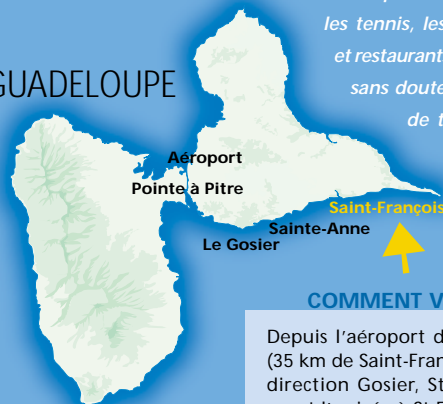 les tennis, les
et restaurant
sans doute
de t
GUADELOUPE
Aéroport
Pointe à Pitre
Saint-François
Sainte-Anne
Le Gosier
COMMENT V
Depuis l'aéroport d
(35 km de Saint-Fran
direction Gosier, St